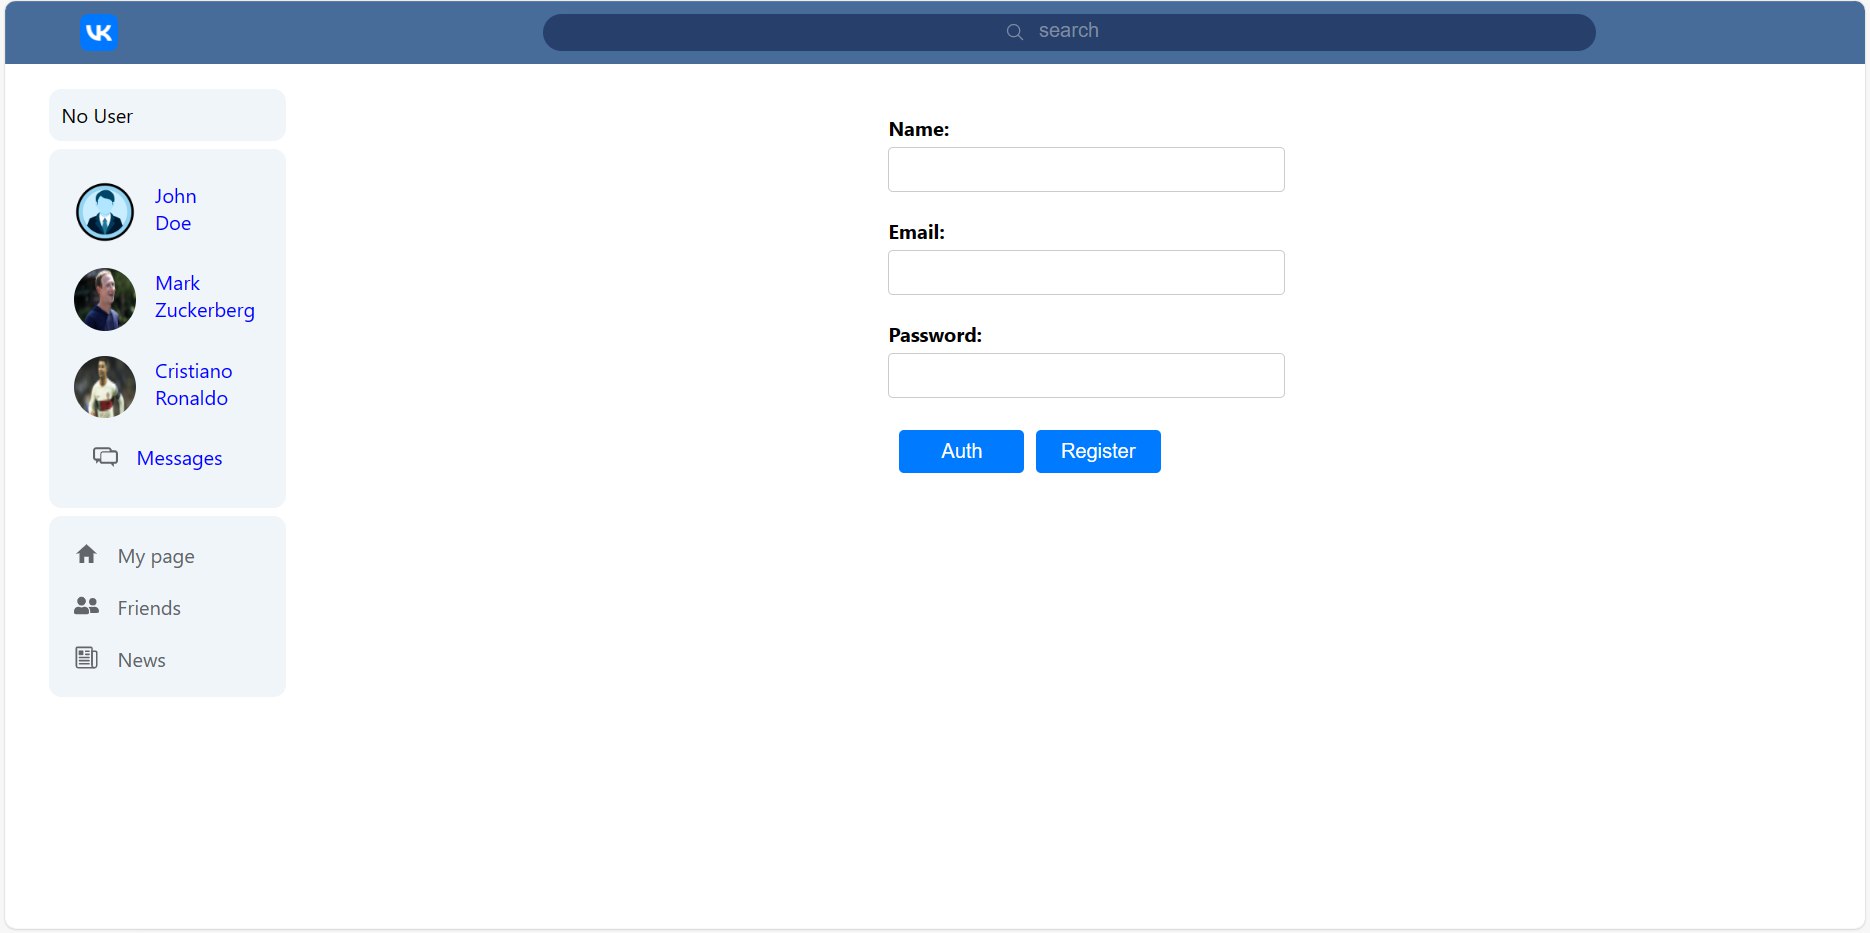 VK
search
No User
John
Doe
Mark
Zuckerberg
Cristiano
Ronaldo
Messages
My page
Friends
News
Name:
Email:
Password:
Auth
Register